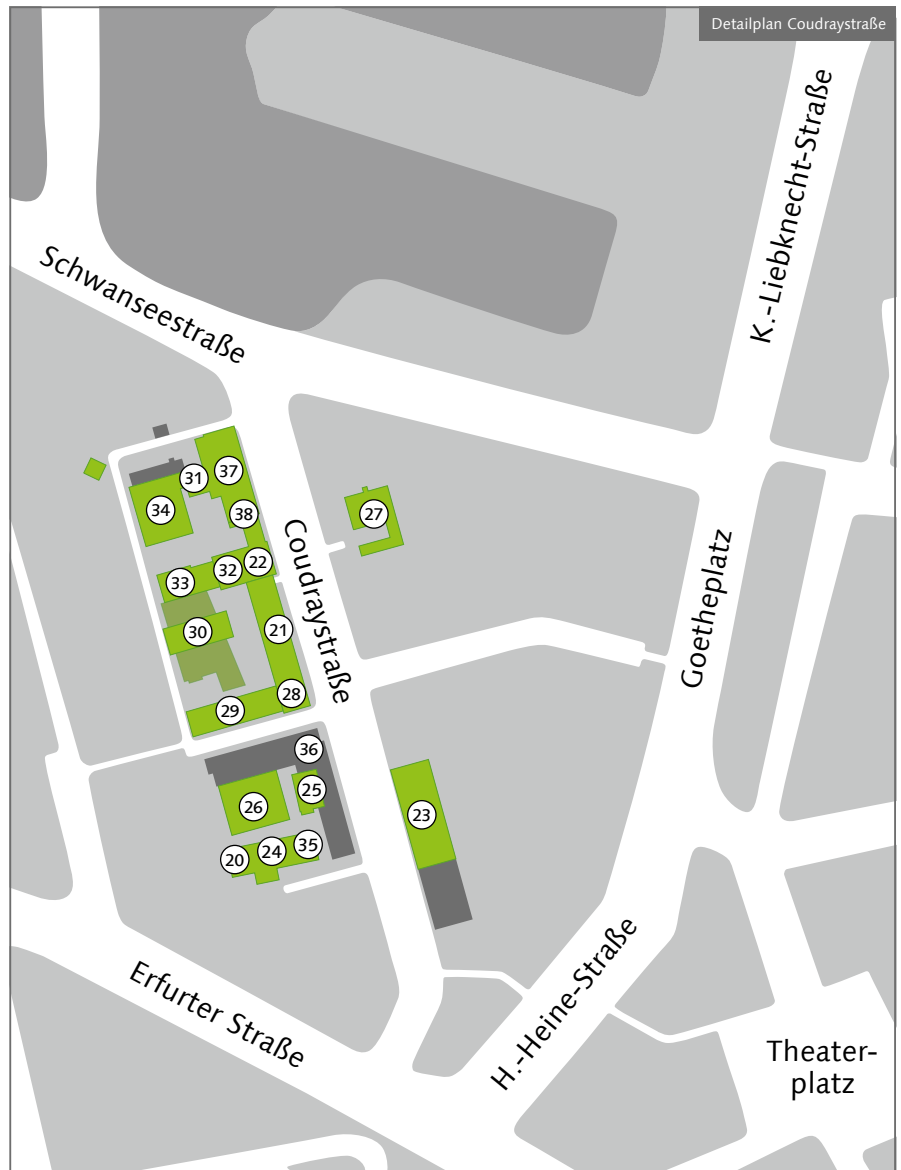 Detailplan Coudraystraße
K.-Liebknecht-Straße
Schwanseestraße
37
31
34
38
27
Coudraystraße
22
32
33
Goetheplatz
21
30
28
29
36
25
26
23
35
24
20
H.-Heine-Straße
Erfurter Straße
Theater-
platz